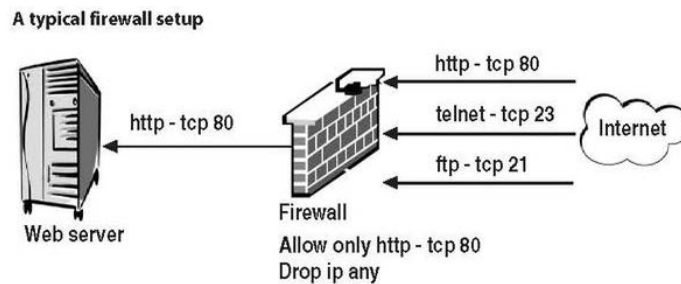 A typical firewall setup
http - tcp 80
telnet - tcp 23
ftp - tcp 21
Internet
http - tcp 80
Web server
Firewall
Allow only http - tcp 80
Drop ip any